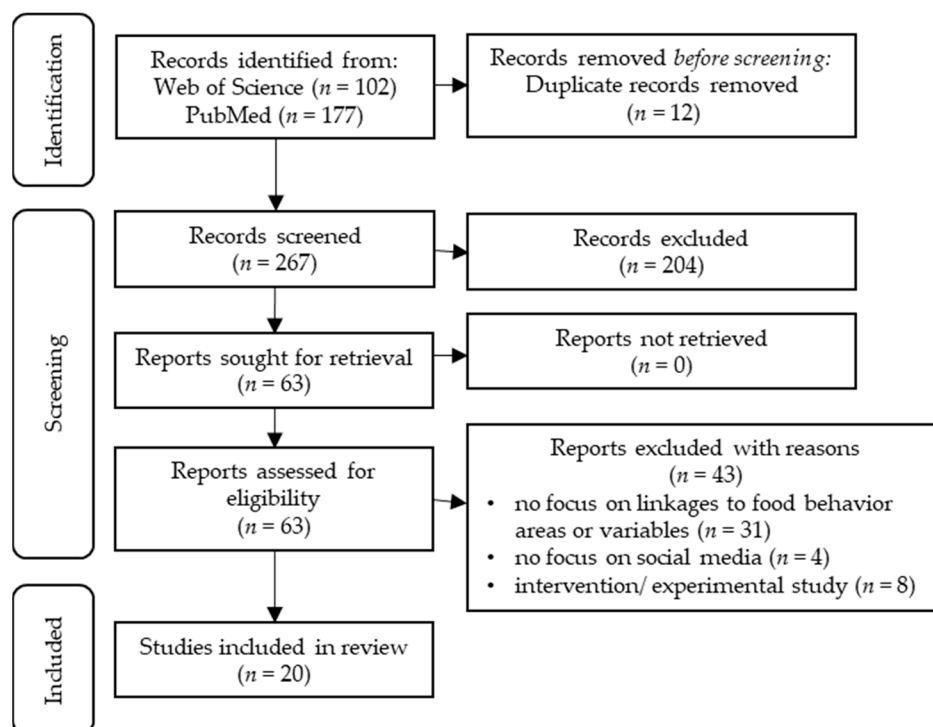 Identification
Records identified from:
Web of Science (n = 102)
PubMed (n = 177)
Records removed before screening:
Duplicate records removed
(n = 12)
Screening
Records screened
(n = 267)
Records excluded
(n = 204)
Reports sought for retrieval
(n = 63)
Reports not retrieved
(n = 0)
Reports assessed for
eligibility
(n = 63)
Reports excluded with reasons
(n = 43)
• no focus on linkages to food behavior
areas or variables (n = 31)
• no focus on social media (n = 4)
• intervention/ experimental study (n = 8)
Included
Studies included in review
(n = 20)